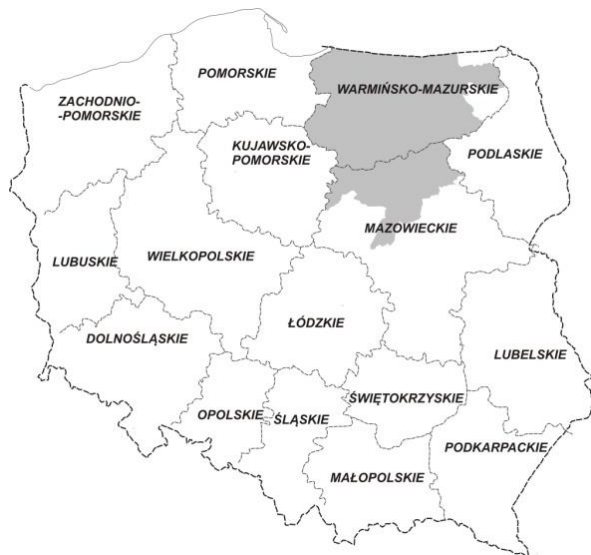 POMORSKIE
WARMIŃSKO-MAZURSKIE
ZACHODNIO-
-POMORSKIE
KUJAWSKO-
POMORSKIE
PODLASKIE
MAZOWIECKIE
LUBUSKIE
WIELKOPOLSKIE
ŁÓDZKIE
DOLNOŚLĄSKIE
LUBELSKIE
ŚWIĘTOKRZYSKIE
OPOLSKIE
ŚLĄSKIE
PODKARPACKIE
MAŁOPOLSKIE